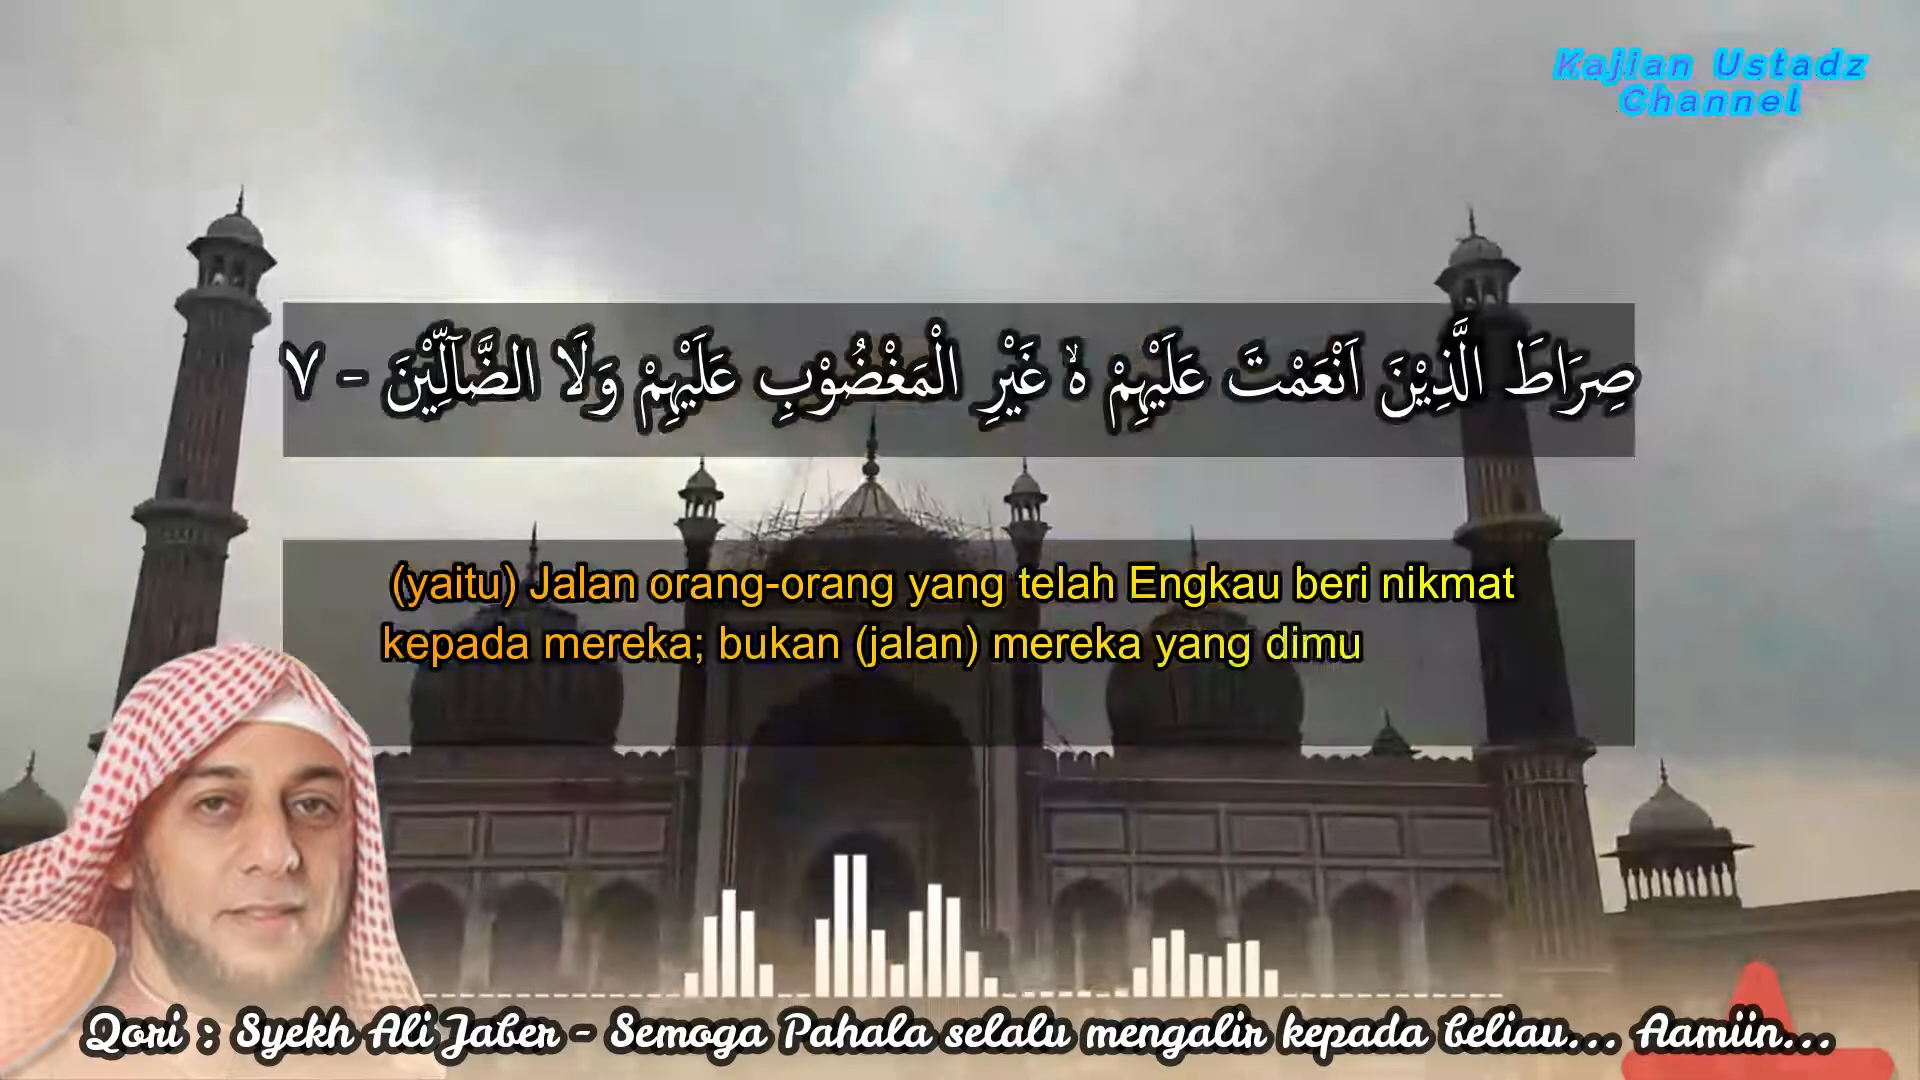 Kajian Ustadz
Channel
صِرَاطَ الَّذِيْنَ اَنْعَمْتَ عَلَيْهِمْ ەۙ غَيْرِ الْمَغْضُوْبِ عَلَيْهِمْ وَلَا الضَّاۤلِّيْنَ - ٧
(yaitu) Jalan orang-orang yang telah Engkau beri nikmat
kepada mereka; bukan (jalan) mereka yang dimu
Qori : Syekh Ali Jaber - Semoga Pahala selalu mengalir kepada beliau... Aamiin...